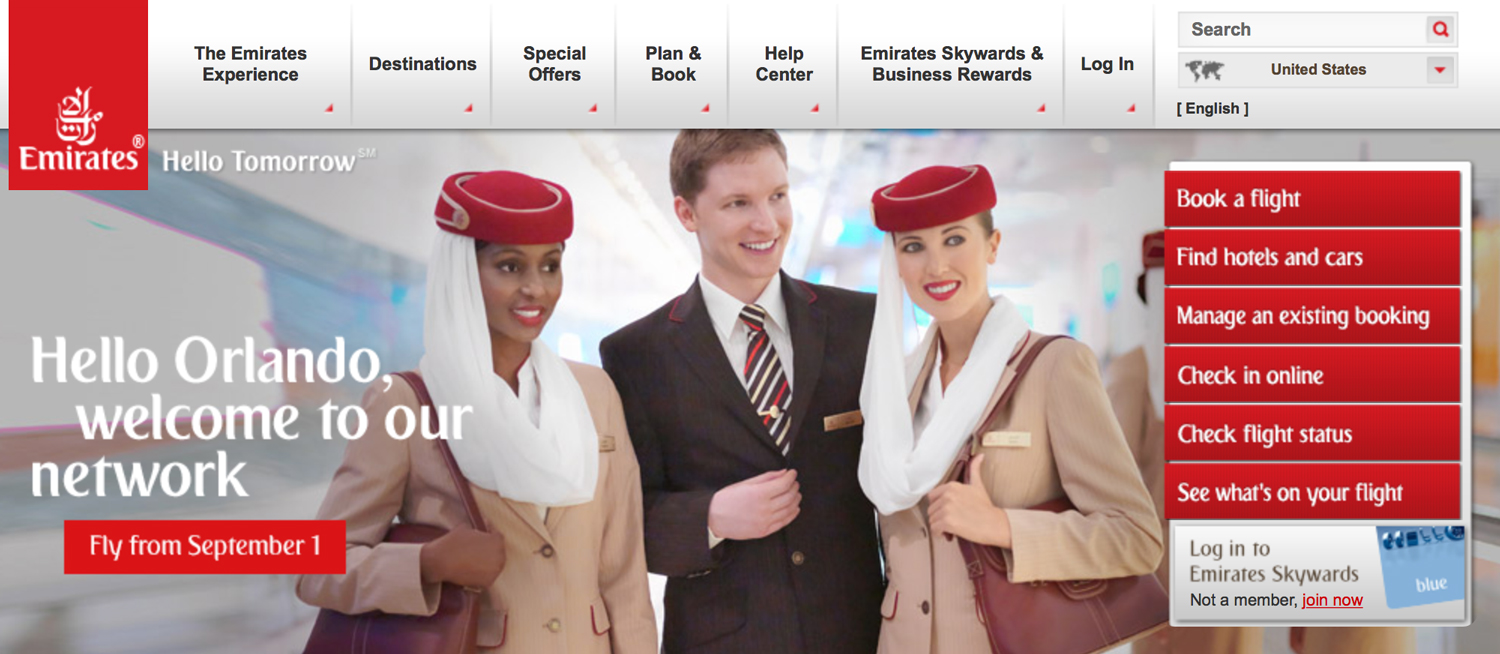 The Emirates
Experience
Destinations
Special
Offers
Plan &
Book
Help
Center
Emirates Skywards &
Business Rewards
Log In
Search
United States
[ English ]
Emirates®
Hello Tomorrow℠
Hello Orlando,
welcome to our
network
Fly from September 1
Book a flight
Find hotels and cars
Manage an existing booking
Check in online
Check flight status
See what's on your flight
Log in to
Emirates Skywards
Not a member, join now
blue